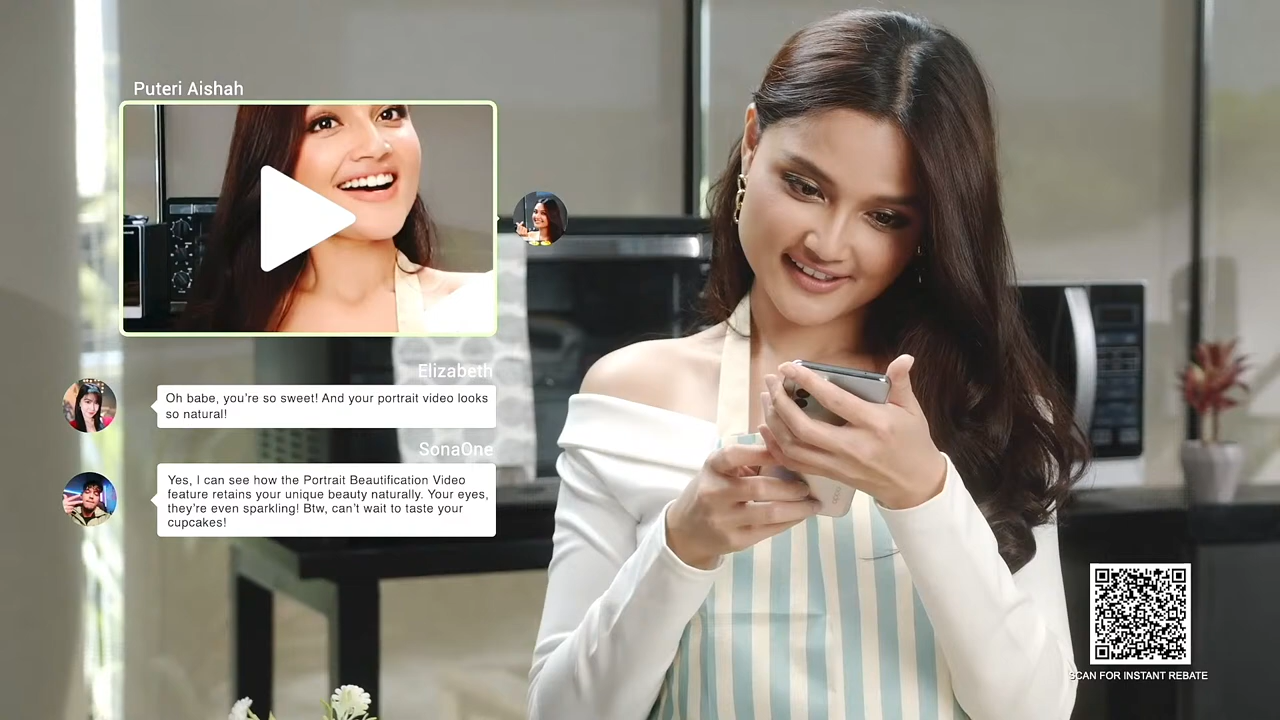 Puteri Aishah
Elizabeth
Oh babe, you're so sweet! And your portrait video looks
so natural!
SonaOne
Yes, I can see how the Portrait Beautification Video
feature retains your unique beauty naturally. Your eyes,
they're even sparkling! Btw, can't wait to taste your
cupcakes!
SCAN FOR INSTANT REBATE